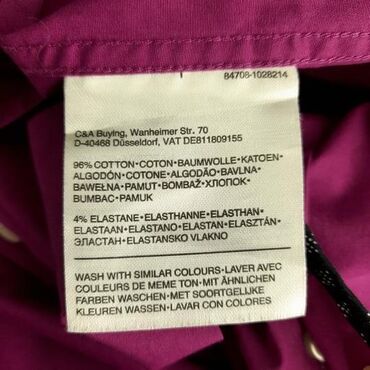 84708-1028214
C&A Buying, Wanheimer Str. 70
D-40468 Düsseldorf, VAT DE811809155
96% COTTON•COTON•BAUMWOLLE•KATOEN•
ALGODÓN•COTONE•ALGODÃO•BAVLNA•
BAWEŁNA•PAMUT•BOMBAŽ•ХЛОПОК•
BUMBAC•PAMUK
4% ELASTANE•ELASTHANNE•ELASTHAN•
ELASTAAN•ELASTANO•ELASTAN•ELASZTÁN•
ЭЛАСТАН•ELASTANSKO VLAKNO
WASH WITH SIMILAR COLOURS•LAVER AVEC
COULEURS DE MEME TON•MIT ÄHNLICHEN
FARBEN WASCHEN•MET SOORTGELIJKE
KLEUREN WASSEN•LAVAR CON COLORES